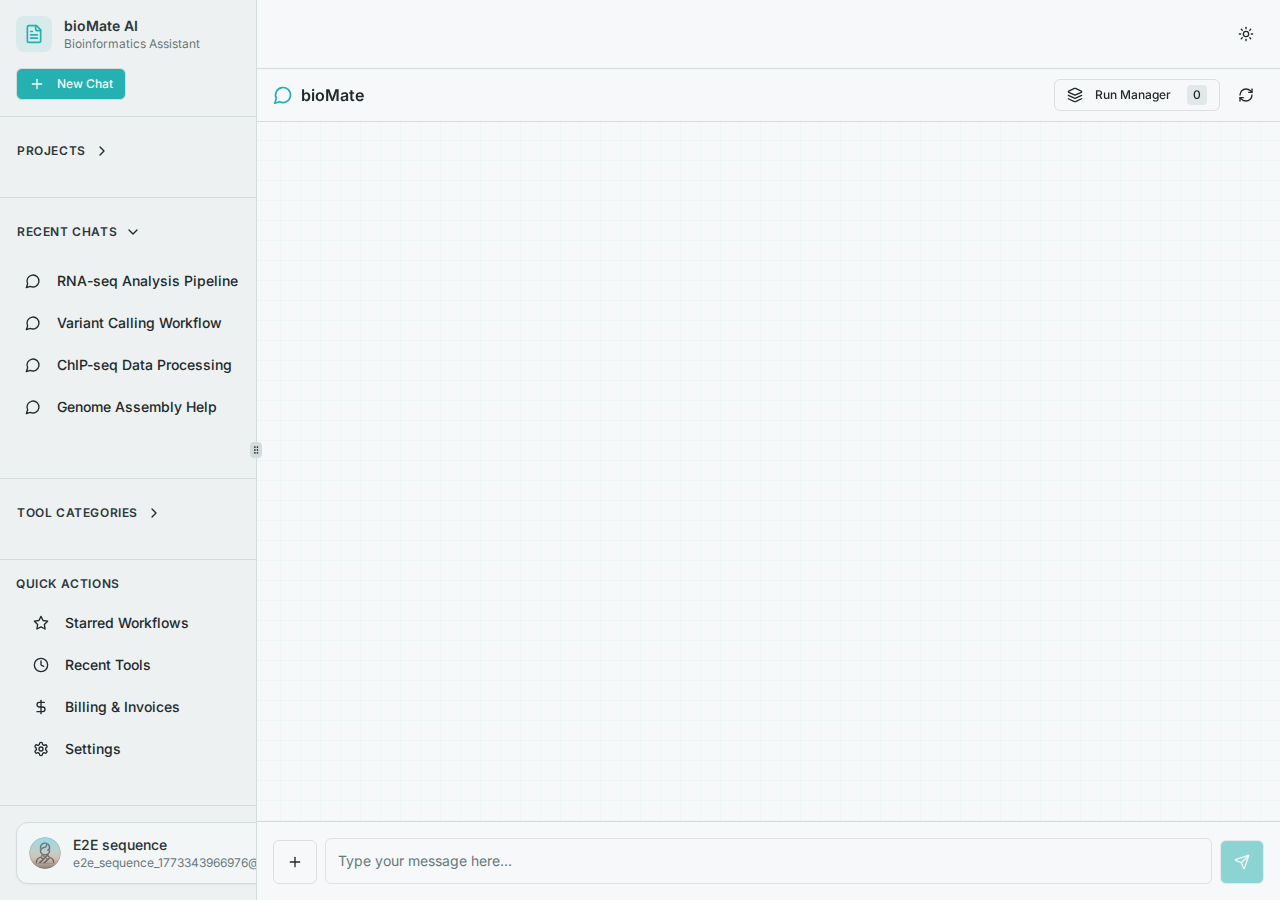 bioMate AI
Bioinformatics Assistant
New Chat
PROJECTS
RECENT CHATS
RNA-seq Analysis Pipeline
Variant Calling Workflow
ChIP-seq Data Processing
Genome Assembly Help
TOOL CATEGORIES
QUICK ACTIONS
Starred Workflows
Recent Tools
Billing & Invoices
Settings
E2E sequence
e2e_sequence_1773343966976@
bioMate
Run Manager 0
Type your message here...